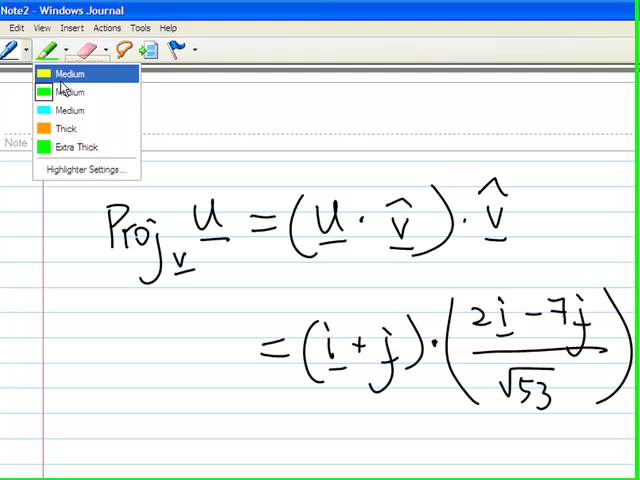 Note2 - Windows Journal
Edit View Insert Actions Tools Help
Medium
Medium
Medium
Thick
Extra Thick
Highlighter Settings...
Note
Proj_v u = (u · v̂) · v̂
= (i + j) · (2i - 7j / √53)